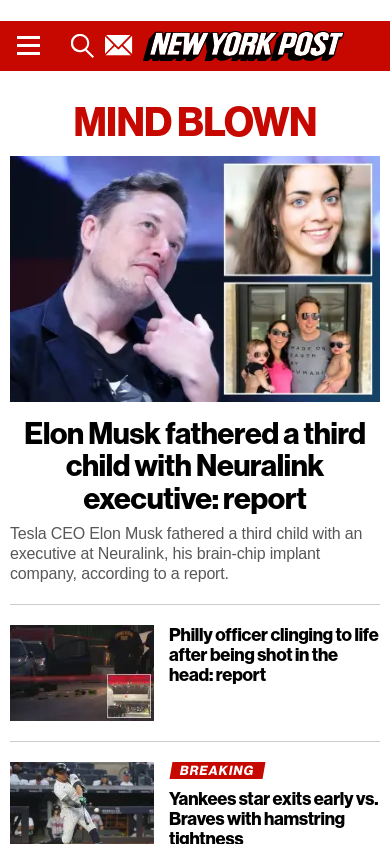 NEW YORK POST
MIND BLOWN
Elon Musk fathered a third
child with Neuralink
executive: report
Tesla CEO Elon Musk fathered a third child with an
executive at Neuralink, his brain-chip implant
company, according to a report.
Philly officer clinging to life
after being shot in the
head: report
BREAKING
Yankees star exits early vs.
Braves with hamstring
tightness